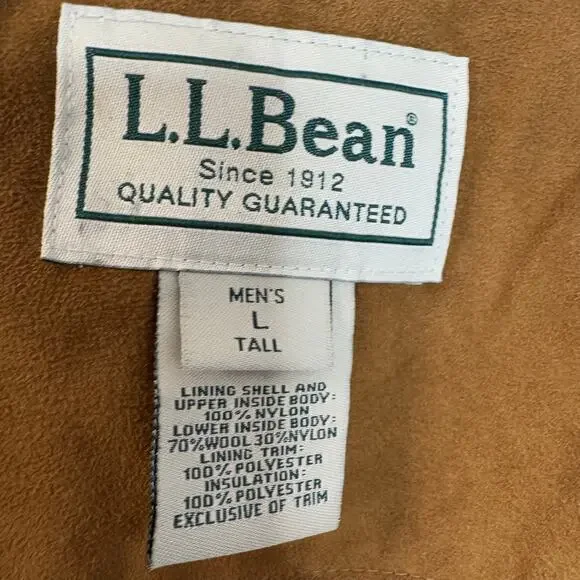 L.L.Bean®
Since 1912
QUALITY GUARANTEED
MEN'S
L
TALL
LINING SHELL AND
UPPER INSIDE BODY:
100% NYLON
LOWER INSIDE BODY:
70%WOOL 30%NYLON
LINING TRIM:
100% POLYESTER
INSULATION:
100% POLYESTER
EXCLUSIVE OF TRIM